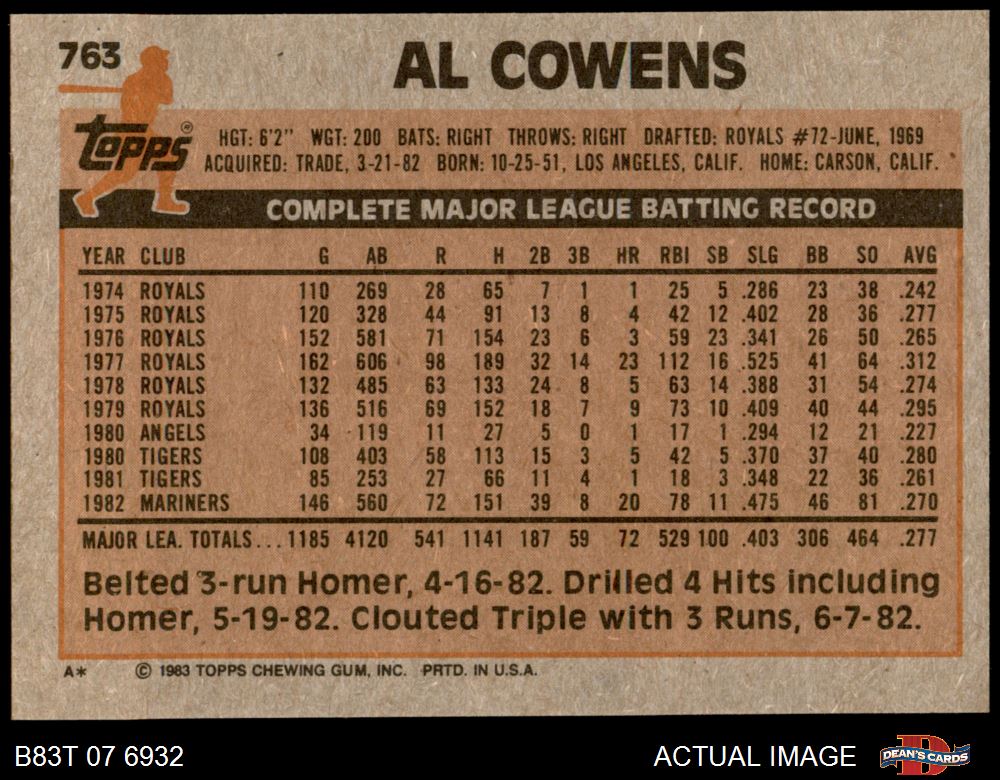 763
AL COWENS
topps®
HGT: 6'2" WGT: 200 BATS: RIGHT THROWS: RIGHT DRAFTED: ROYALS #72-JUNE, 1969
ACQUIRED: TRADE, 3-21-82 BORN: 10-25-51, LOS ANGELES, CALIF. HOME: CARSON, CALIF.
COMPLETE MAJOR LEAGUE BATTING RECORD
YEAR CLUB G AB R H 2B 3B HR RBI SB SLG BB SO AVG
1974 ROYALS 110 269 28 65 7 1 1 25 5 .286 23 38 .242
1975 ROYALS 120 328 44 91 13 8 4 42 12 .402 28 36 .277
1976 ROYALS 152 581 71 154 23 6 3 59 23 .341 26 50 .265
1977 ROYALS 162 606 98 189 32 14 23 112 16 .525 41 64 .312
1978 ROYALS 132 485 63 133 24 8 5 63 14 .388 31 54 .274
1979 ROYALS 136 516 69 152 18 7 9 73 10 .409 40 44 .295
1980 ANGELS 34 119 11 27 5 0 1 17 1 .294 12 21 .227
1980 TIGERS 108 403 58 113 15 3 5 42 5 .370 37 40 .280
1981 TIGERS 85 253 27 66 11 4 1 18 3 .348 22 36 .261
1982 MARINERS 146 560 72 151 39 8 20 78 11 .475 46 81 .270
MAJOR LEA. TOTALS... 1185 4120 541 1141 187 59 72 529 100 .403 306 464 .277
Belted 3-run Homer, 4-16-82. Drilled 4 Hits including
Homer, 5-19-82. Clouted Triple with 3 Runs, 6-7-82.
A* © 1983 TOPPS CHEWING GUM, INC. PRTD. IN U.S.A.
B83T 07 6932 ACTUAL IMAGE DEAN'S CARDS